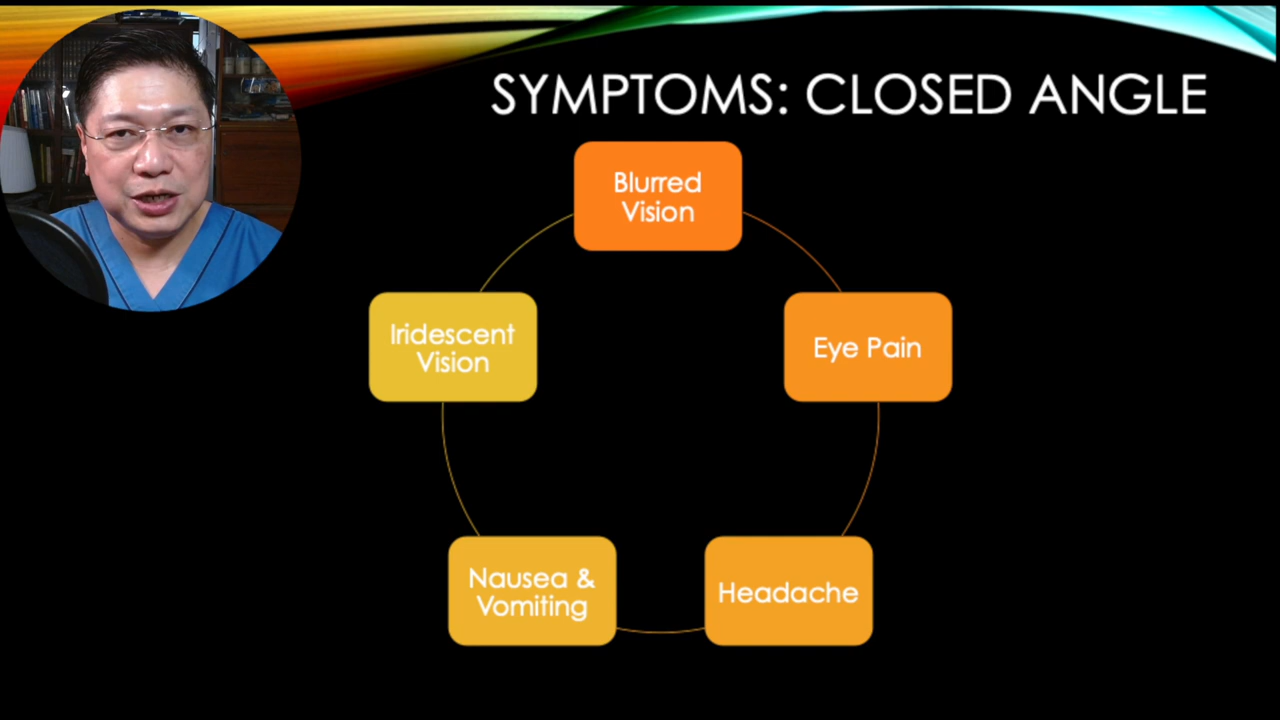 SYMPTOMS: CLOSED ANGLE
Blurred
Vision
Eye Pain
Headache
Nausea &
Vomiting
Iridescent
Vision